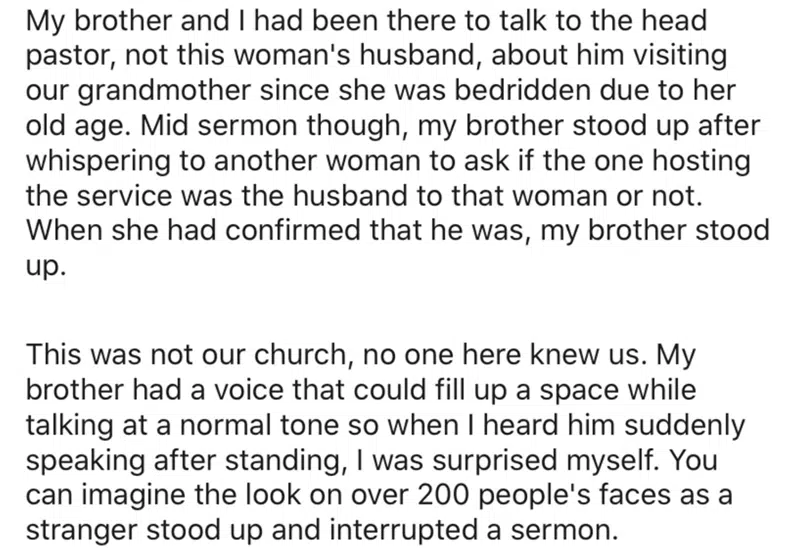 My brother and I had been there to talk to the head
pastor, not this woman's husband, about him visiting
our grandmother since she was bedridden due to her
old age. Mid sermon though, my brother stood up after
whispering to another woman to ask if the one hosting
the service was the husband to that woman or not.
When she had confirmed that he was, my brother stood
up.
This was not our church, no one here knew us. My
brother had a voice that could fill up a space while
talking at a normal tone so when I heard him suddenly
speaking after standing, I was surprised myself. You
can imagine the look on over 200 people's faces as a
stranger stood up and interrupted a sermon.